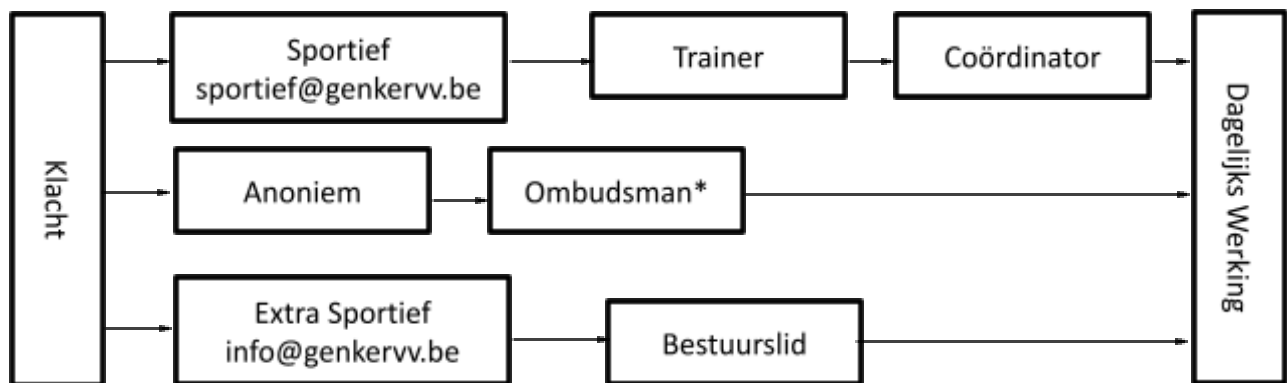 Klacht
Sportief
sportief@genkervv.be
Trainer
Coördinator
Anoniem
Ombudsman*
Extra Sportief
info@genkervv.be
Bestuurslid
Dagelijks Werking